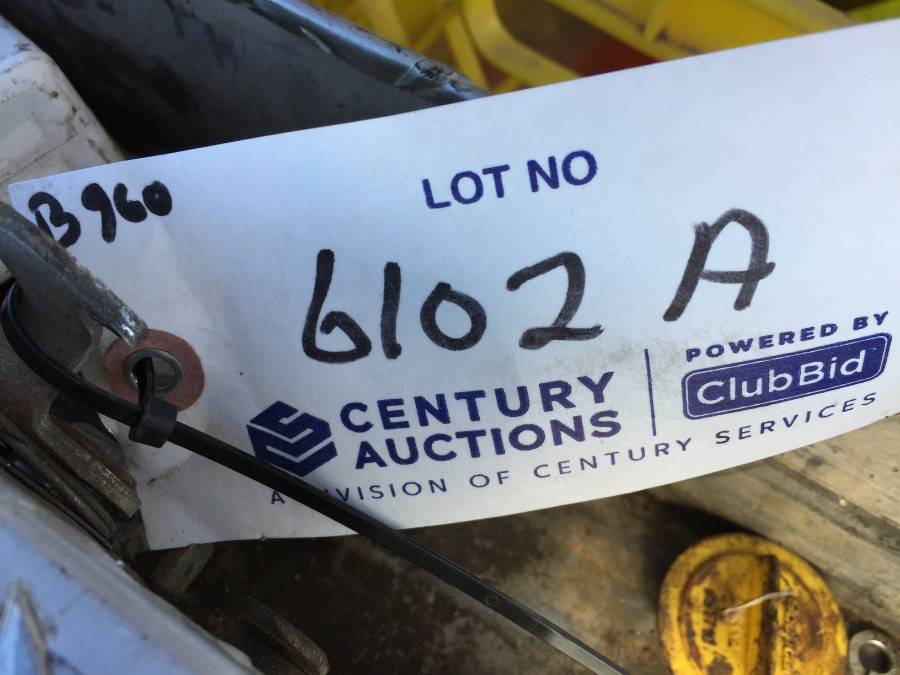 B960
LOT NO
6102 A
CENTURY AUCTIONS
POWERED BY
ClubBid
A DIVISION OF CENTURY SERVICES